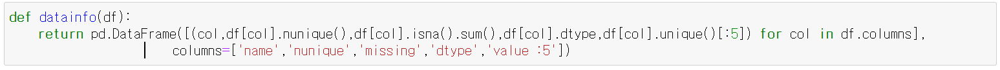 def datainfo(df):
    return pd.DataFrame([(col,df[col].nunique(),df[col].isna().sum(),df[col].dtype,df[col].unique()[:5]) for col in df.columns],
                        columns=['name','nunique','missing','dtype','value :5'])